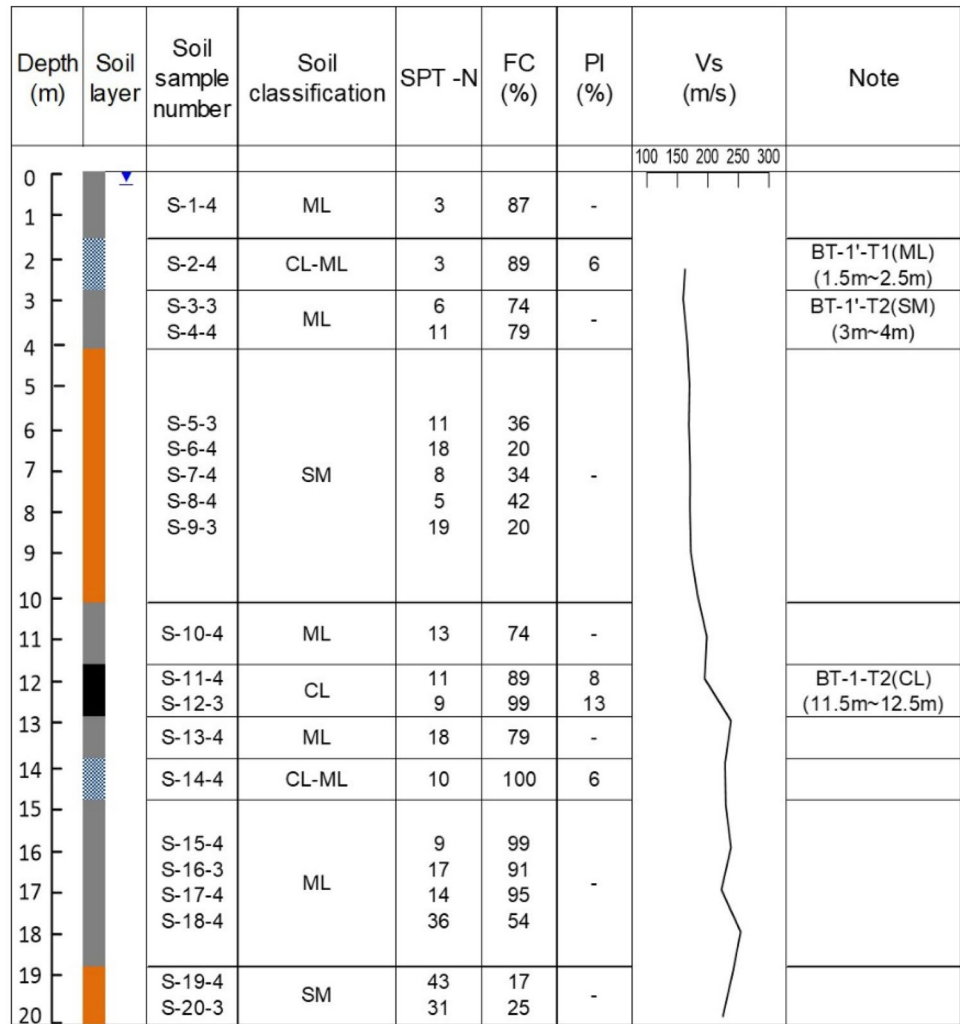 Depth (m) Soil layer Soil sample number Soil classification SPT -N FC (%) PI (%) Vs (m/s) Note
100 150 200 250 300
0
S-1-4 ML 3 87 -
1
2 S-2-4 CL-ML 3 89 6 BT-1'-T1(ML)
(1.5m~2.5m)
3 S-3-3 6 74 BT-1'-T2(SM)
ML -
S-4-4 11 79 (3m~4m)
4
5
6 S-5-3 11 36
S-6-4 18 20
7 S-7-4 SM 8 34 -
8 S-8-4 5 42
S-9-3 19 20
9
10
11 S-10-4 ML 13 74 -
12 S-11-4 11 89 8 BT-1-T2(CL)
CL
S-12-3 9 99 13 (11.5m~12.5m)
13 S-13-4 ML 18 79 -
14 S-14-4 CL-ML 10 100 6
15
S-15-4 9 99
16 S-16-3 17 91
ML -
17 S-17-4 14 95
S-18-4 36 54
18
19 S-19-4 43 17
SM -
20 S-20-3 31 25